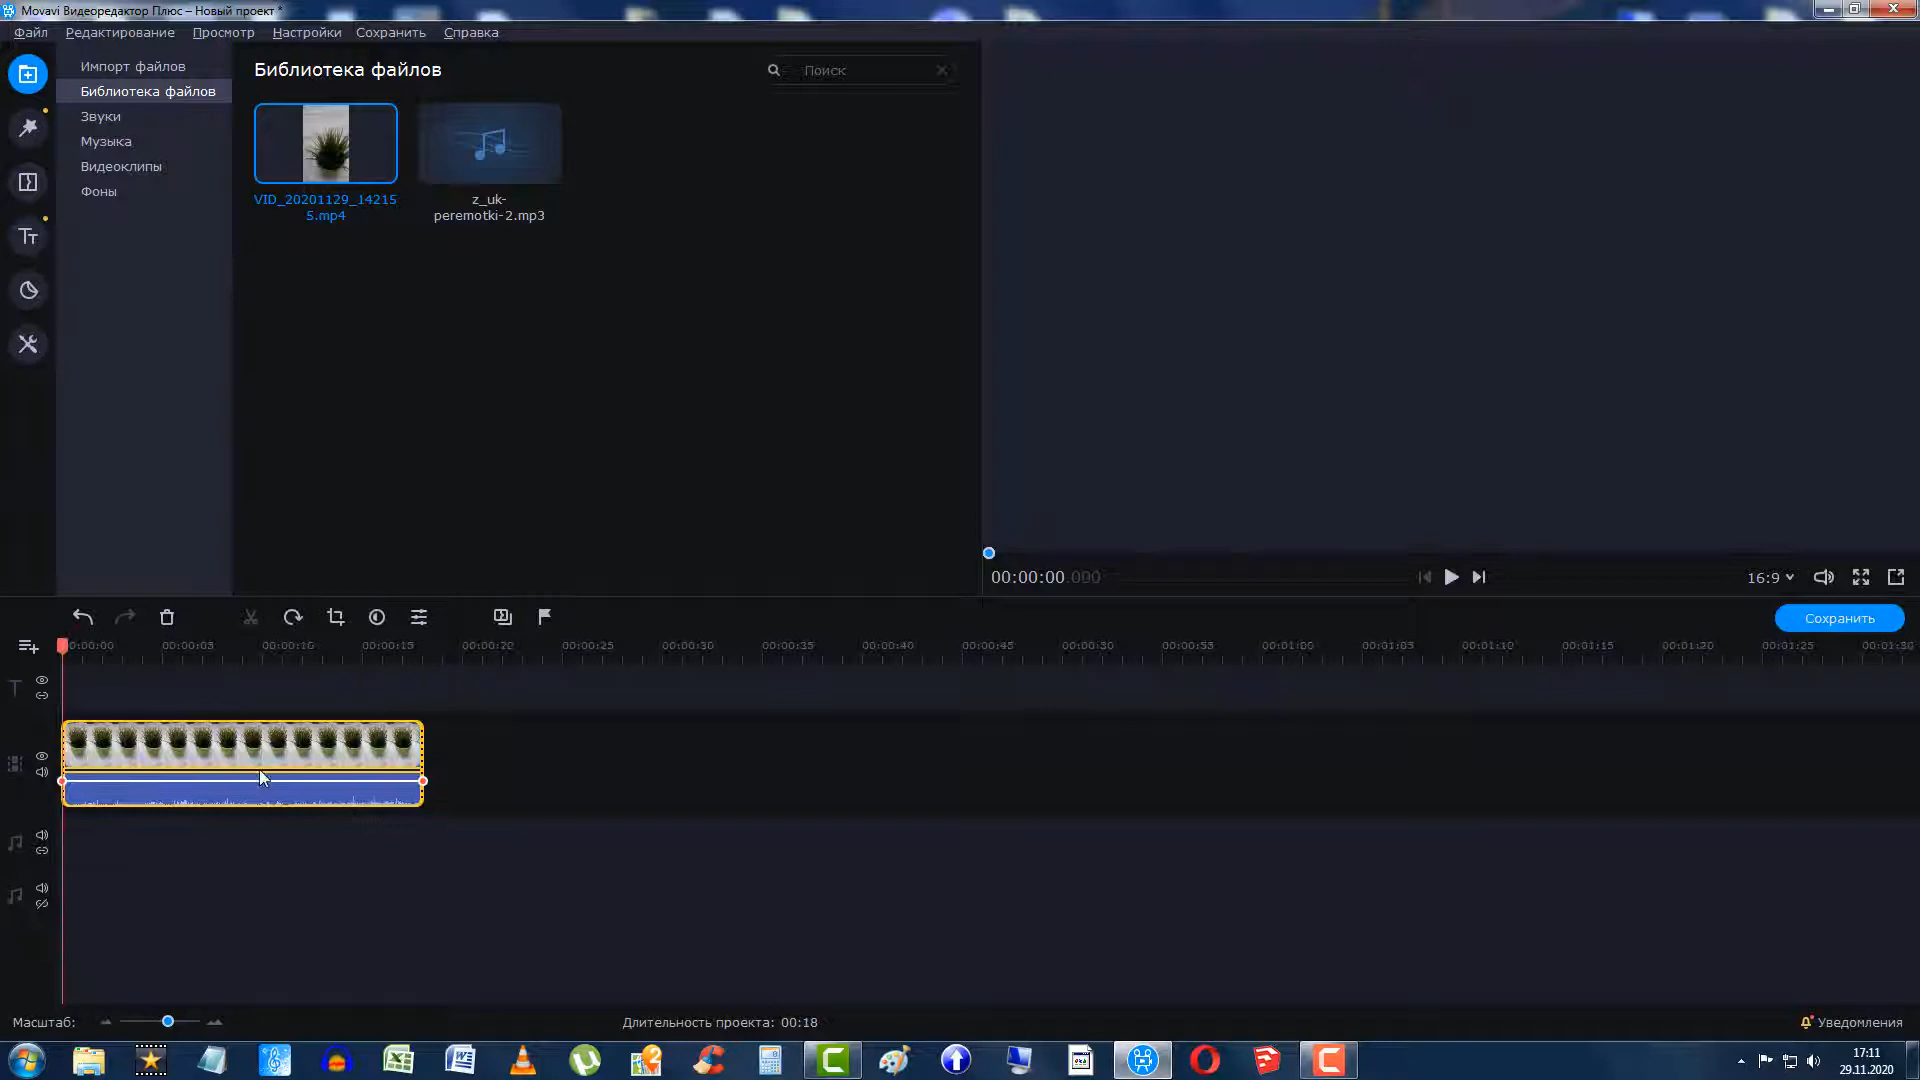 Movavi Видеоредактор Плюс – Новый проект *
Файл Редактирование Просмотр Настройки Сохранить Справка
Импорт файлов
Библиотека файлов
Звуки
Музыка
Видеоклипы
Фоны
Библиотека файлов
Поиск
VID_20201129_14215
5.mp4
z_uk-
peremotki-2.mp3
00:00:00.000
16:9
Сохранить
00:00:00 00:00:05 00:00:10 00:00:15 00:00:20 00:00:25 00:00:30 00:00:35 00:00:40 00:00:45 00:00:50 00:00:55 00:01:00 00:01:05 00:01:10 00:01:15 00:01:20 00:01:25 00:01:30
Масштаб:
Длительность проекта: 00:18
Уведомления
17:11
29.11.2020